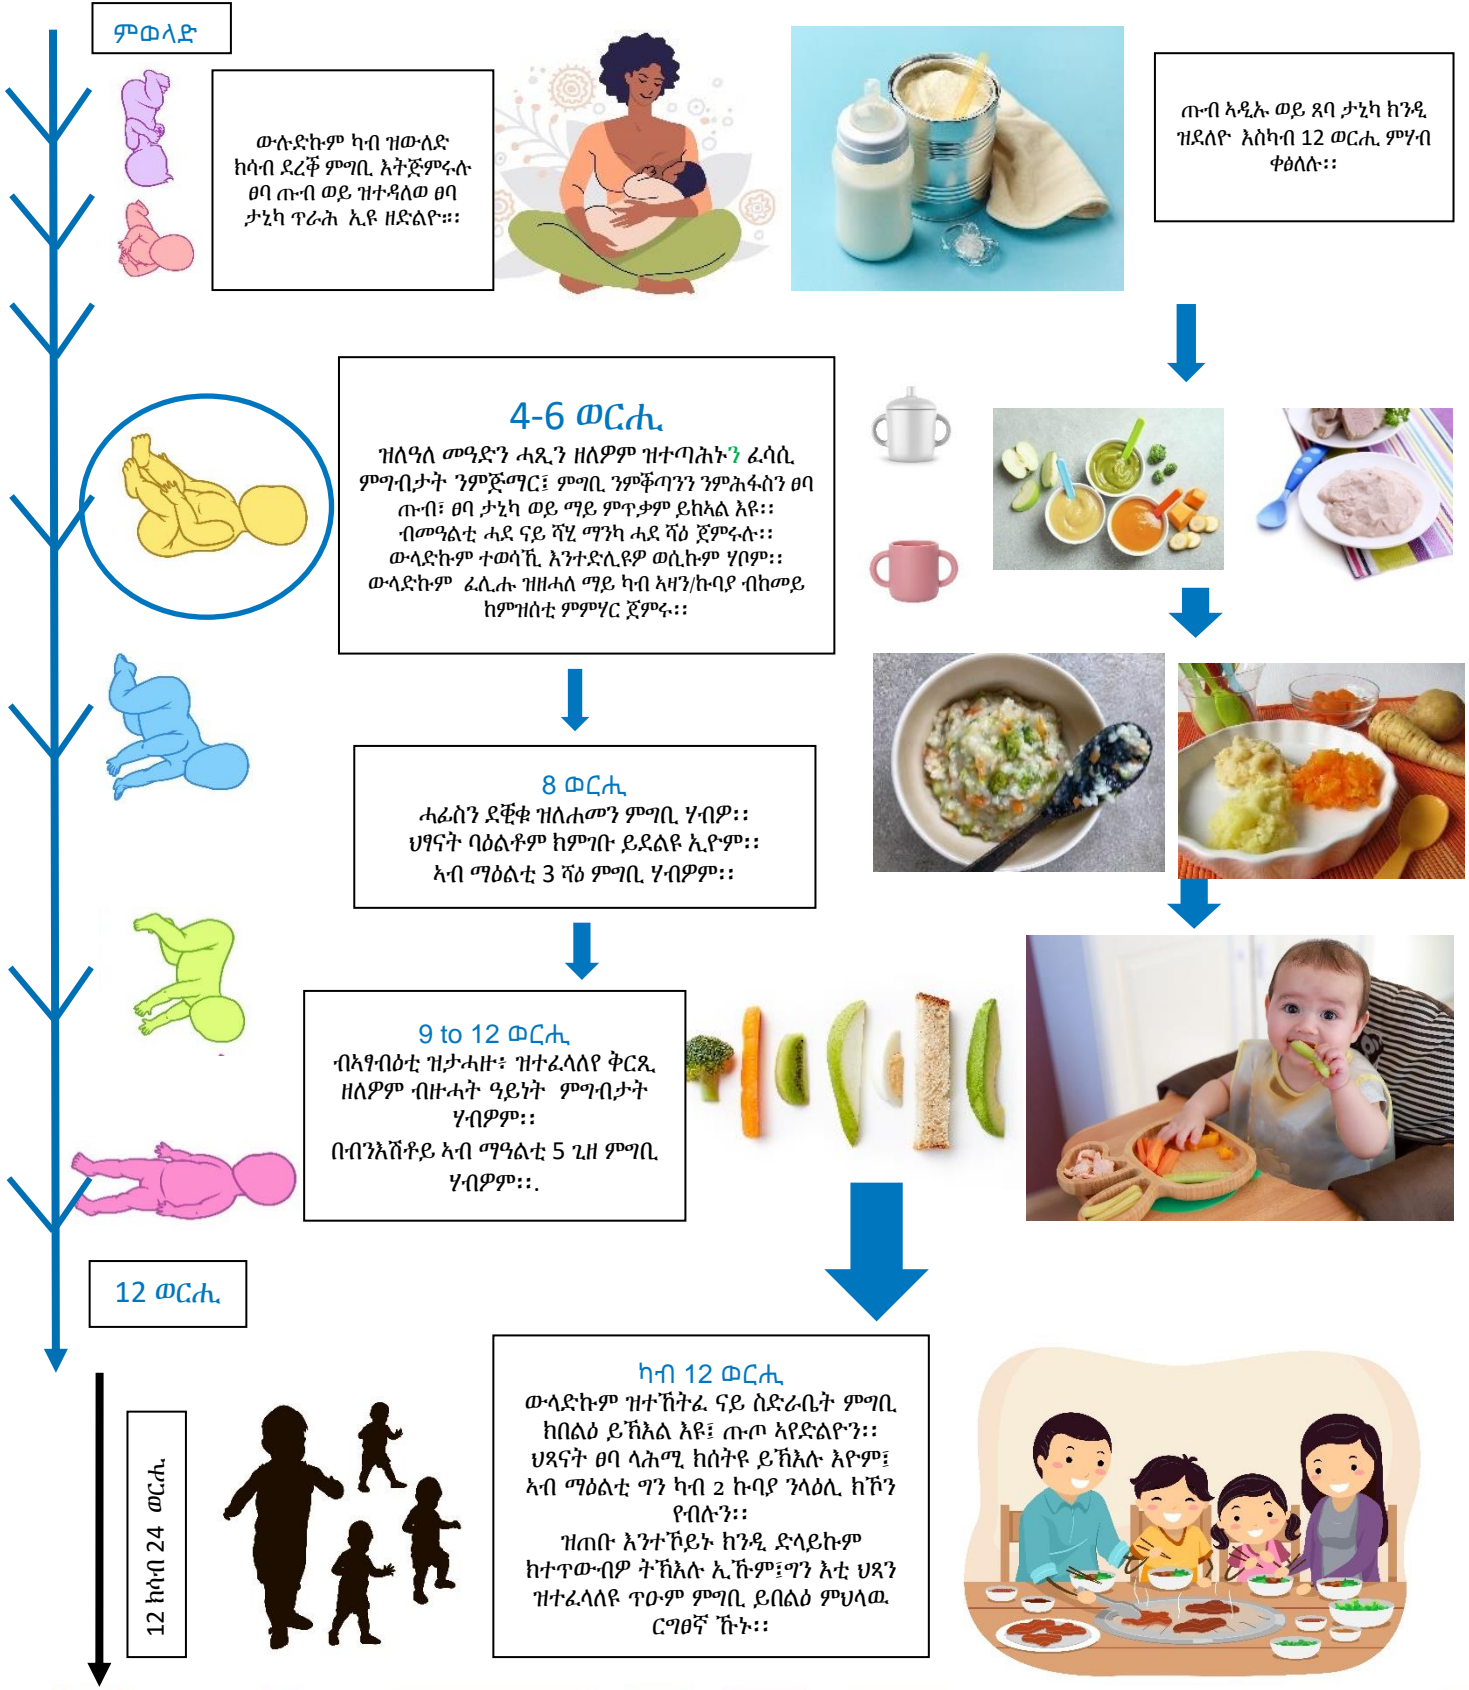 ምወላድ
ውሉድኩም ካብ ዝውለድ
ክሳብ ደረቕ ምግቢ እትጅምሩሉ
ፀባ ጡብ ወይ ዝተዳለወ ፀባ
ታኒካ ጥራሕ ኢዩ ዘድልዮ።፡
ጡብ ኣዲኡ ወይ ጸባ ታኒካ ክንዲ
ዝደለዮ እስካብ 12 ወርሒ ምሃብ
ቀፅለሉ፡፡
4-6 ወርሒ
ዝለዓለ መዓድን ሓጺን ዘለዎም ዝተጣሕኑን ፈሳሲ
ምግብታት ንምጅማር፤ ምግቢ ንምቕጣንን ንምሕፋስን ፀባ
ጡብ፣ ፀባ ታኒካ ወይ ማይ ምጥቃም ይከኣል እዩ፡፡
ብመዓልቲ ሓደ ናይ ሻሂ ማንካ ሓደ ሻዕ ጀምሩሉ፡፡
ውላድኩም ተወሳኺ እንተድሊዩዎ ወሲኩም ሃቦም፡፡
ውላድኩም ፈሊሑ ዝዘሓለ ማይ ካብ ኣዛን/ኩባያ ብከመይ
ከምዝሰቲ ምምሃር ጀምሩ፡፡
8 ወርሒ
ሓፊስን ደቒቁ ዝለሐመን ምግቢ ሃብዎ፡፡
ህፃናት ባዕልቶም ክምገቡ ይደልዩ ኢዮም፡፡
ኣብ ማዕልቲ 3 ሻዕ ምግቢ ሃብዎም፡፡
9 to 12 ወርሒ
ብኣፃብዕቲ ዝታሓዙ፥ ዝተፈላለየ ቅርጺ
ዘለዎም ብዙሓት ዓይነት ምግብታት
ሃብዎም፡፡
በብንእሽቶይ ኣብ ማዓልቲ 5 ጊዘ ምግቢ
ሃብዎም፡፡.
12 ወርሒ
ካብ 12 ወርሒ
ውላድኩም ዝተኸትፈ ናይ ስድራቤት ምግቢ
ክበልዕ ይኽእል እዩ፤ ጡጦ ኣየድልዮን፡፡
ህጻናት ፀባ ላሕሚ ክሰትዩ ይኽእሉ እዮም፤
ኣብ ማዕልቲ ግን ካብ 2 ኩባያ ንላዕሊ ክኾን
የብሉን፡፡
ዝጠቡ እንተኾይኑ ክንዲ ድላይኩም
ክተጥውብዎ ትኽእሉ ኢኹም፤ግን እቲ ህጻን
ዝተፈላለዩ ጥዑም ምግቢ ይበልዕ ምህላዉ
ርግፀኛ ኹኑ፡፡
12 ክሳብ 24 ወርሒ